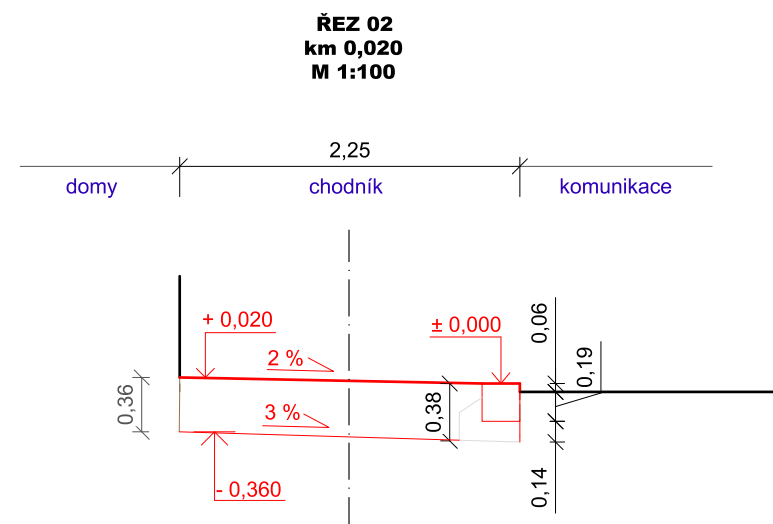 ŘEZ 02
km 0,020
M 1:100
2,25
domy
chodník
komunikace
+ 0,020
± 0,000
0,06
2 %
0,19
0,36
3 %
0,38
- 0,360
0,14